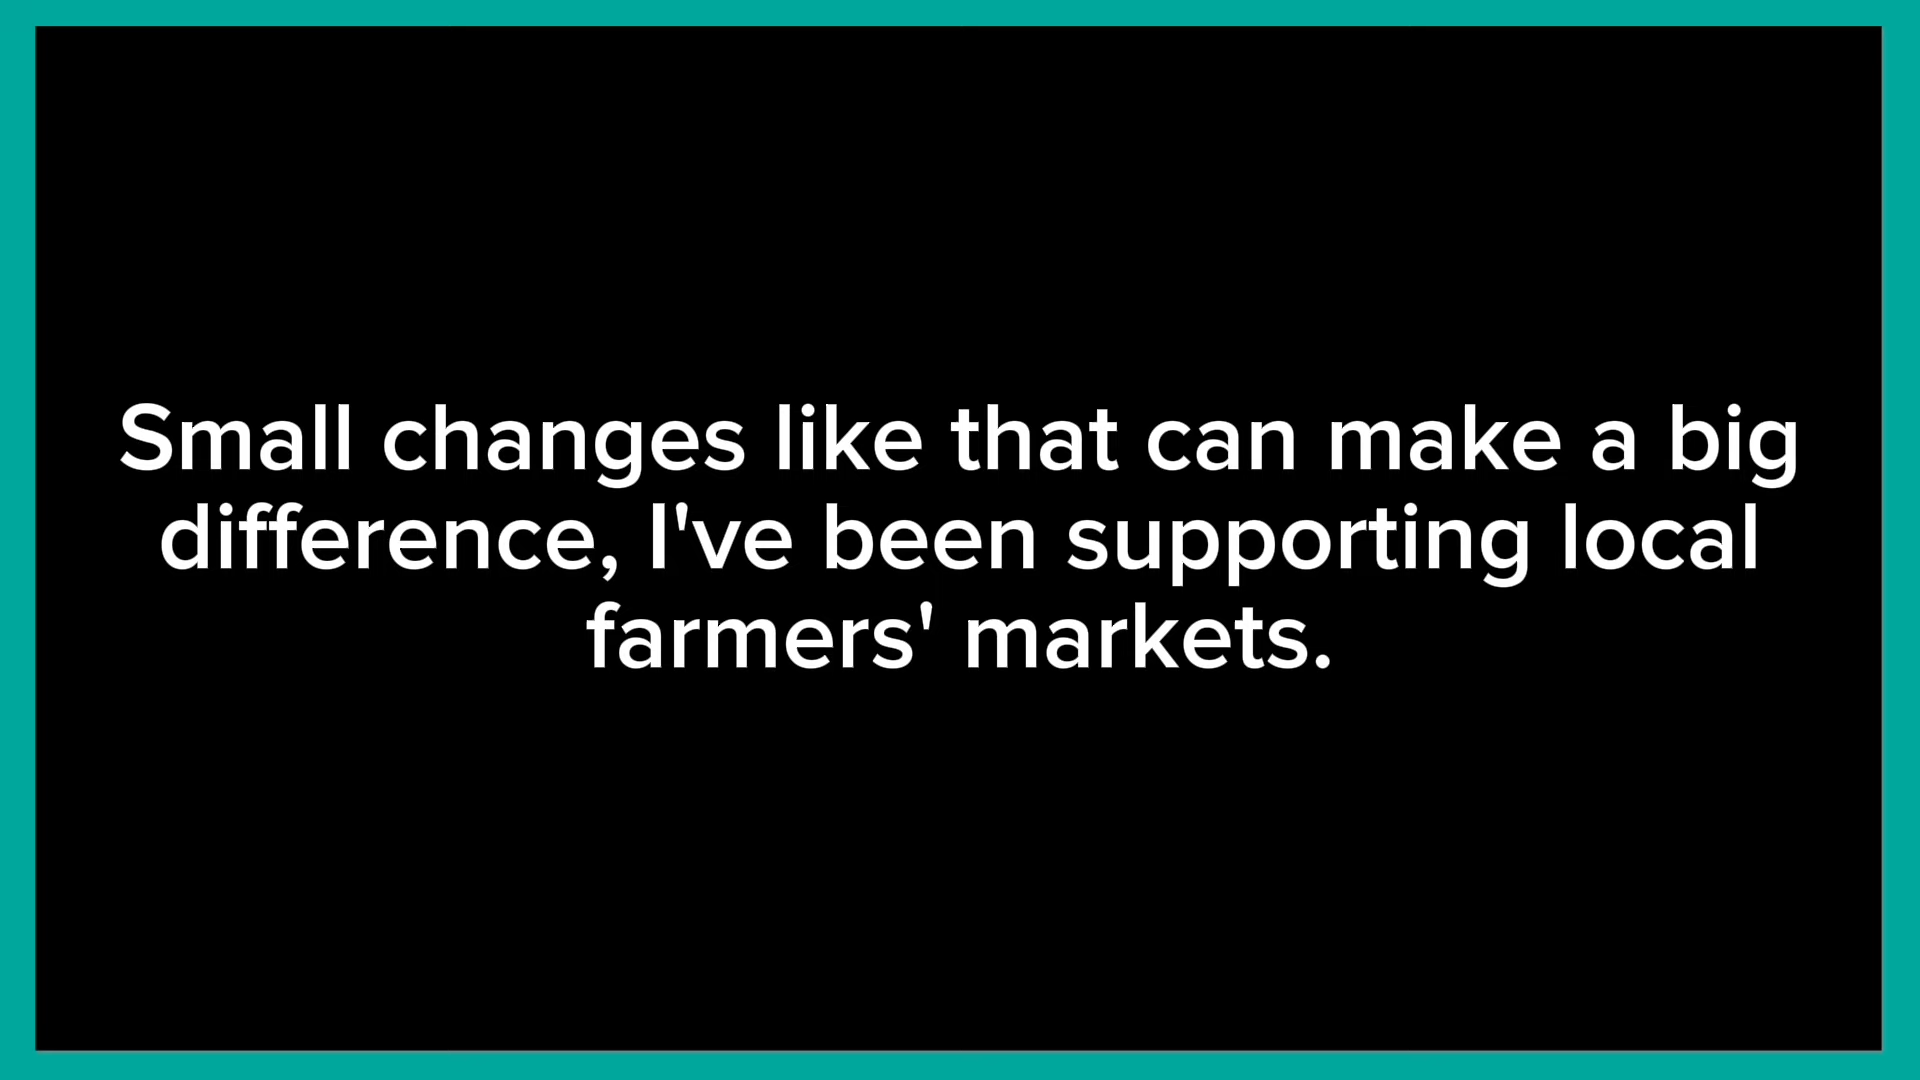 Small changes like that can make a big
difference, I've been supporting local
farmers' markets.